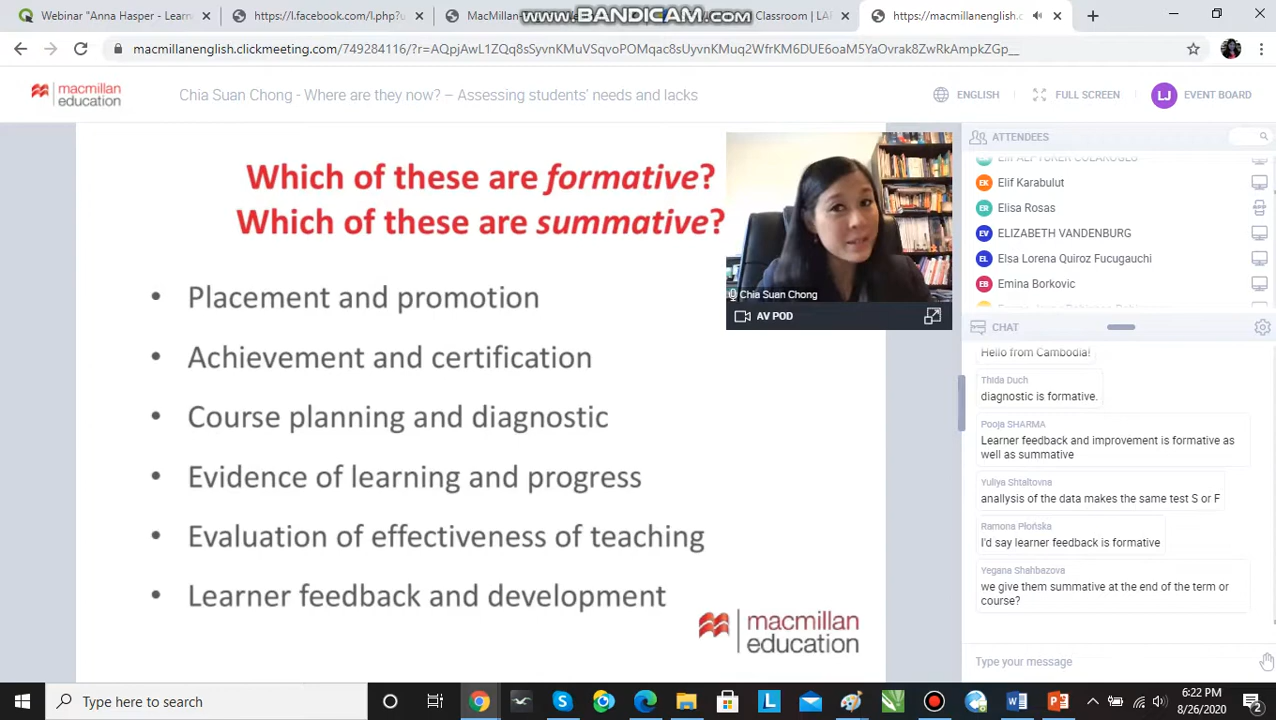 Webinar "Anna Hasper - Learn
https://l.facebook.com/l.php?
MacMillan
Classroom | LA
https://macmillanenglish.c
www.BANDICAM.com
macmillanenglish.clickmeeting.com/749284116/?r=AQpjAwL1ZQq8sSyvnKMuVSqvoPOMqac8sUyvnKMuq2WfrKM6DUE6oaM5YaOvrak8ZwRkAmpkZGp__
macmillan
education
Chia Suan Chong - Where are they now? – Assessing students' needs and lacks
ENGLISH
FULL SCREEN
LJ
EVENT BOARD
Which of these are formative?
Which of these are summative?
• Placement and promotion
• Achievement and certification
• Course planning and diagnostic
• Evidence of learning and progress
• Evaluation of effectiveness of teaching
• Learner feedback and development
macmillan
education
Chia Suan Chong
AV POD
ATTENDEES
EK Elif Karabulut
ER Elisa Rosas
EV ELIZABETH VANDENBURG
EL Elsa Lorena Quiroz Fucugauchi
EB Emina Borkovic
CHAT
Hello from Cambodia!
Thida Duch
diagnostic is formative.
Pooja SHARMA
Learner feedback and improvement is formative as
well as summative
Yuliya Shtaltovna
anallysis of the data makes the same test S or F
Ramona Płońska
I'd say learner feedback is formative
Yegana Shahbazova
we give them summative at the end of the term or
course?
Type your message
Type here to search
6:22 PM
8/26/2020
2